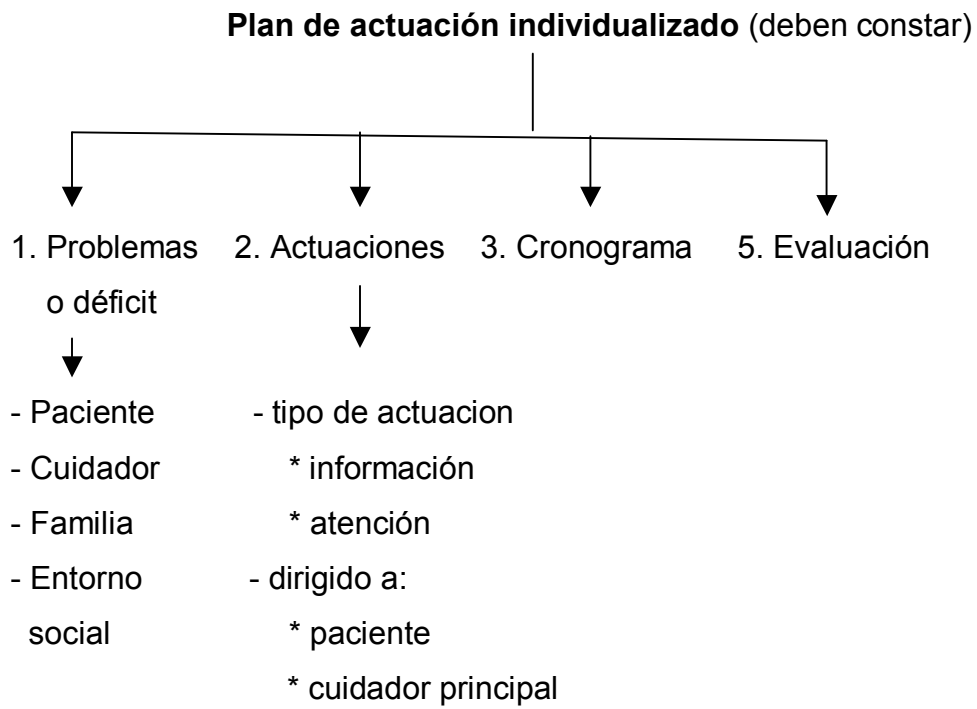 Plan de actuación individualizado (deben constar)
1. Problemas 2. Actuaciones 3. Cronograma 5. Evaluación
o déficit
- Paciente - tipo de actuacion
- Cuidador * información
- Familia * atención
- Entorno - dirigido a:
social * paciente
* cuidador principal